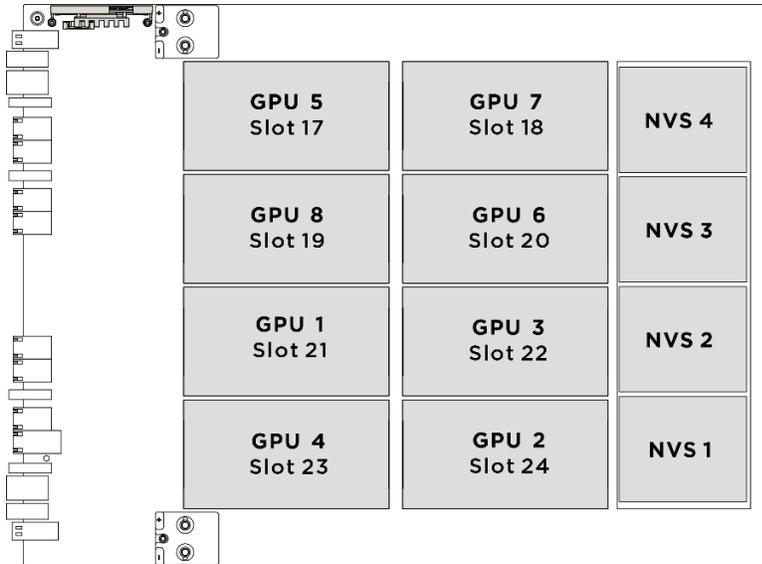 GPU 5
Slot 17
GPU 7
Slot 18
NVS 4
GPU 8
Slot 19
GPU 6
Slot 20
NVS 3
GPU 1
Slot 21
GPU 3
Slot 22
NVS 2
GPU 4
Slot 23
GPU 2
Slot 24
NVS 1